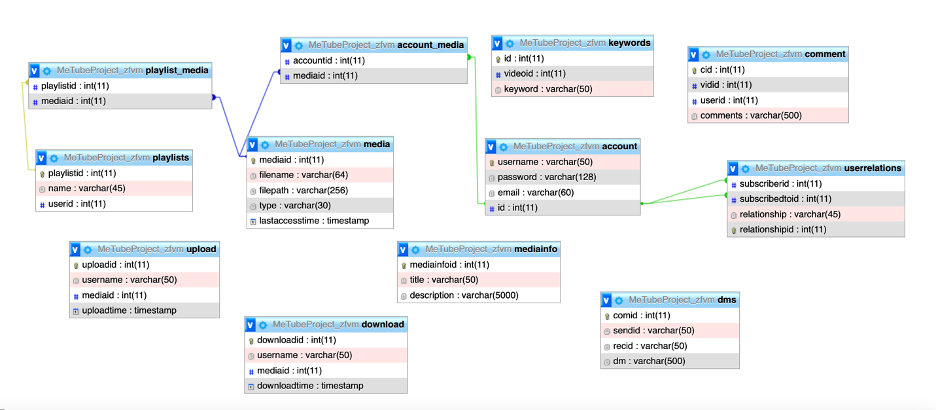 MeTubeProject_zfvm playlist_media
playlistid : int(11)
mediaid : int(11)
MeTubeProject_zfvm account_media
accountid : int(11)
mediaid : int(11)
MeTubeProject_zfvm keywords
id : int(11)
videoid : int(11)
keyword : varchar(50)
MeTubeProject_zfvm comment
cid : int(11)
vidid : int(11)
userid : int(11)
comments : varchar(500)
MeTubeProject_zfvm playlists
playlistid : int(11)
name : varchar(45)
userid : int(11)
MeTubeProject_zfvm media
mediaid : int(11)
filename : varchar(64)
filepath : varchar(256)
type : varchar(30)
lastaccesstime : timestamp
MeTubeProject_zfvm account
username : varchar(50)
password : varchar(128)
email : varchar(60)
id : int(11)
MeTubeProject_zfvm userrelations
subscriberid : int(11)
subscribedtoid : int(11)
relationship : varchar(45)
relationshipid : int(11)
MeTubeProject_zfvm upload
uploadid : int(11)
username : varchar(50)
mediaid : int(11)
uploadtime : timestamp
MeTubeProject_zfvm mediainfo
mediainfoid : int(11)
title : varchar(50)
description : varchar(5000)
MeTubeProject_zfvm download
downloadid : int(11)
username : varchar(50)
mediaid : int(11)
downloadtime : timestamp
MeTubeProject_zfvm dms
comid : int(11)
sendid : varchar(50)
recid : varchar(50)
dm : varchar(500)